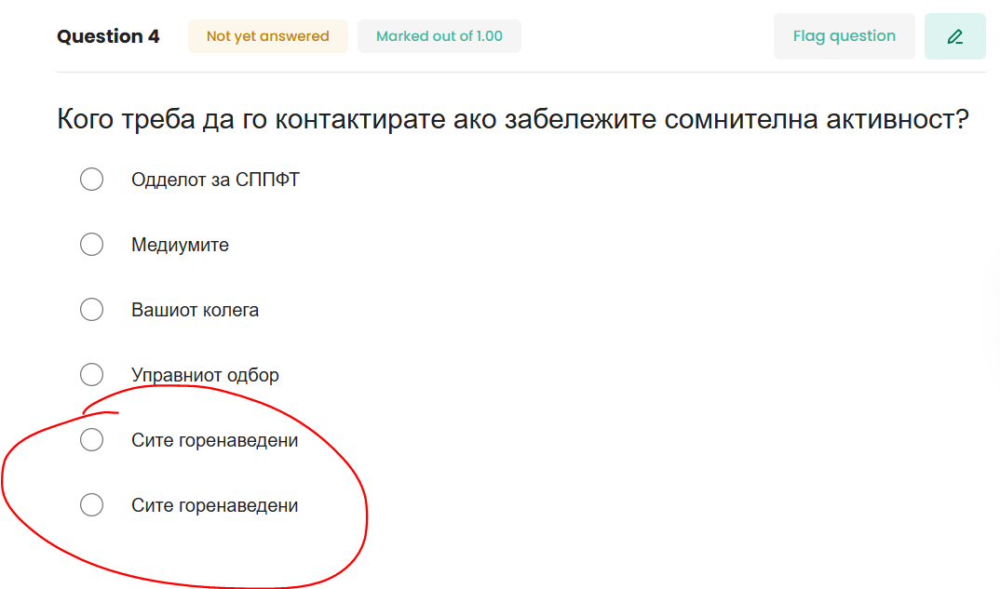 Question 4 Not yet answered Marked out of 1.00 Flag question
Кого треба да го контактирате ако забележите сомнителна активност?
Одделот за СППФТ
Медиумите
Вашиот колега
Управниот одбор
Сите горенаведени
Сите горенаведени